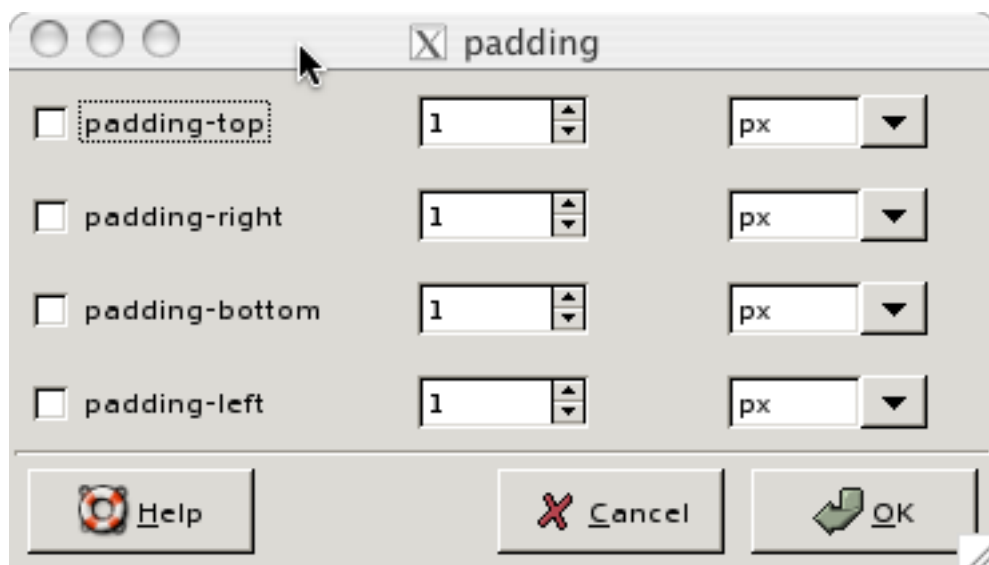 padding
padding-top 1 px
padding-right 1 px
padding-bottom 1 px
padding-left 1 px
Help Cancel OK